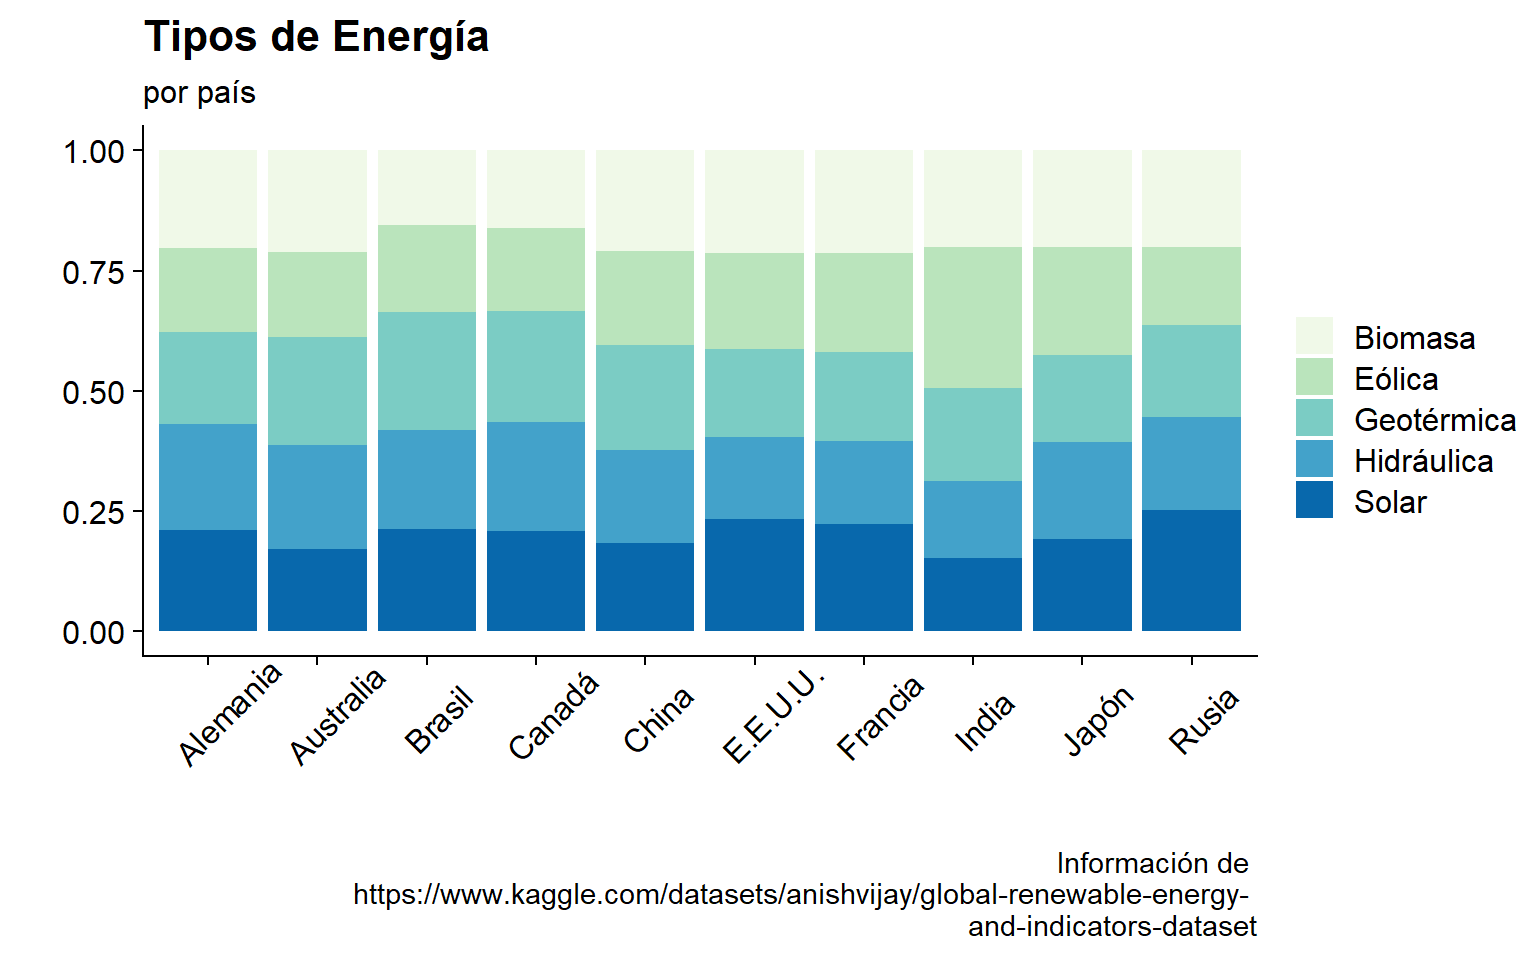 Tipos de Energía
por país
1.00
0.75
0.50
0.25
0.00
Alemania
Australia
Brasil
Canadá
China
E.E.U.U.
Francia
India
Japón
Rusia
Biomasa
Eólica
Geotérmica
Hidráulica
Solar
Información de
https://www.kaggle.com/datasets/anishvijay/global-renewable-energy-
and-indicators-dataset